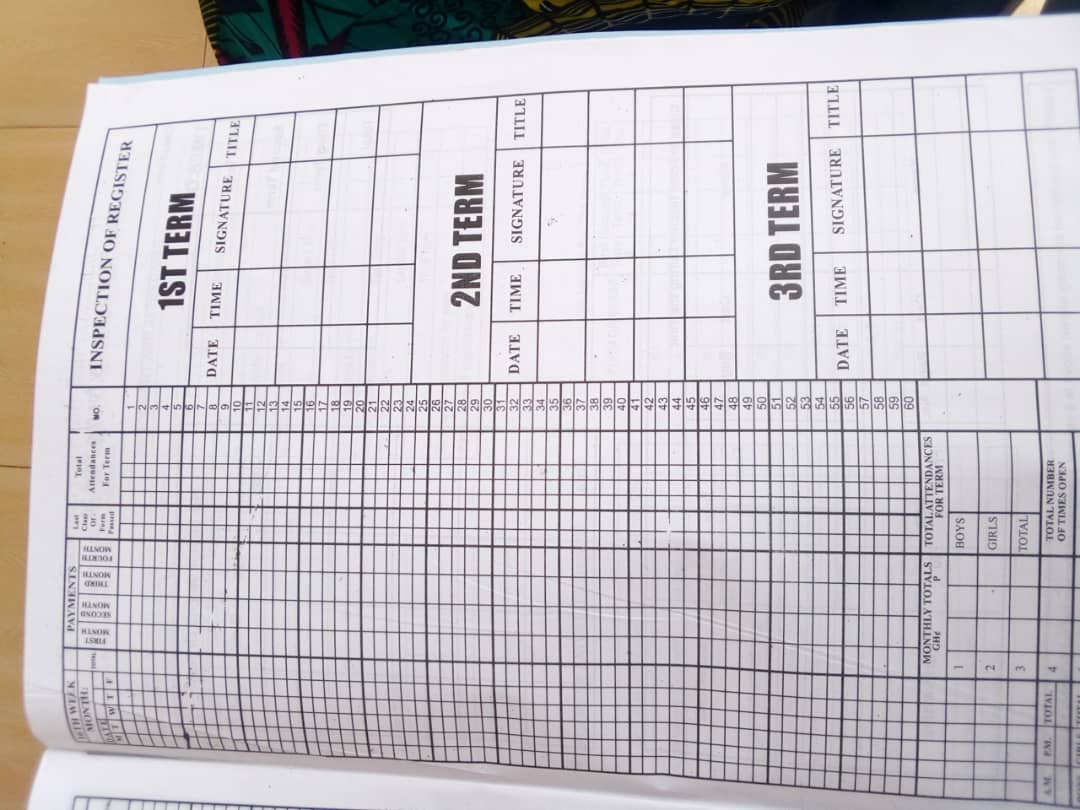 16TH WEEK
MONTH:
DATE
M T W T F
TOTAL
PAYMENTS
FIRST MONTH
SECOND MONTH
THIRD MONTH
FOURTH MONTH
Last
Class
Or
Form
Passed
Total
Attendances
For Term
NO.
1
2
3
4
5
6
7
8
9
10
11
12
13
14
15
16
17
18
19
20
21
22
23
24
25
26
27
28
29
30
31
32
33
34
35
36
37
38
39
40
41
42
43
44
45
46
47
48
49
50
51
52
53
54
55
56
57
58
59
60
MONTHLY TOTALS
GH¢ P
1
2
3
4
TOTAL ATTENDANCES
FOR TERM
BOYS
GIRLS
TOTAL
TOTAL NUMBER
OF TIMES OPEN
A.M. P.M. TOTAL
INSPECTION OF REGISTER
1ST TERM
DATE TIME SIGNATURE TITLE
2ND TERM
DATE TIME SIGNATURE TITLE
3RD TERM
DATE TIME SIGNATURE TITLE